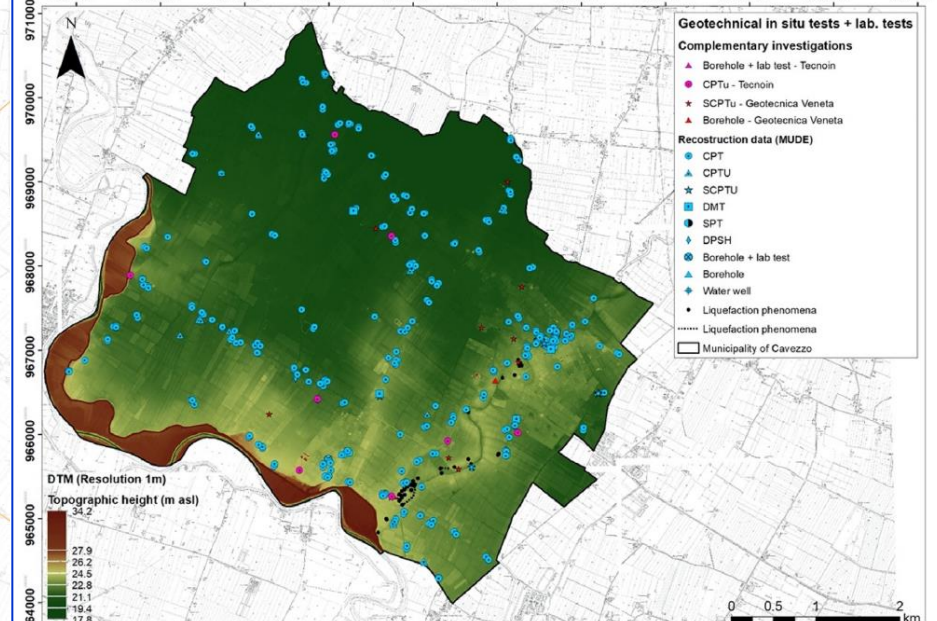 Geotechnical in situ tests + lab. tests
Complementary investigations
Borehole + lab test - Tecnoin
CPTu - Tecnoin
SCPTu - Geotecnica Veneta
Borehole - Geotecnica Veneta
Recostruction data (MUDE)
CPT
CPTU
SCPTU
DMT
SPT
DPSH
Borehole + lab test
Borehole
Water well
Liquefaction phenomena
Liquefaction phenomena
Municipality of Cavezzo
N
971000
970000
969000
968000
967000
966000
965000
64000
DTM (Resolution 1m)
Topographic height (m asl)
34.2
27.9
26.2
24.5
22.8
21.1
19.4
17.8
0 0.5 1 2
km